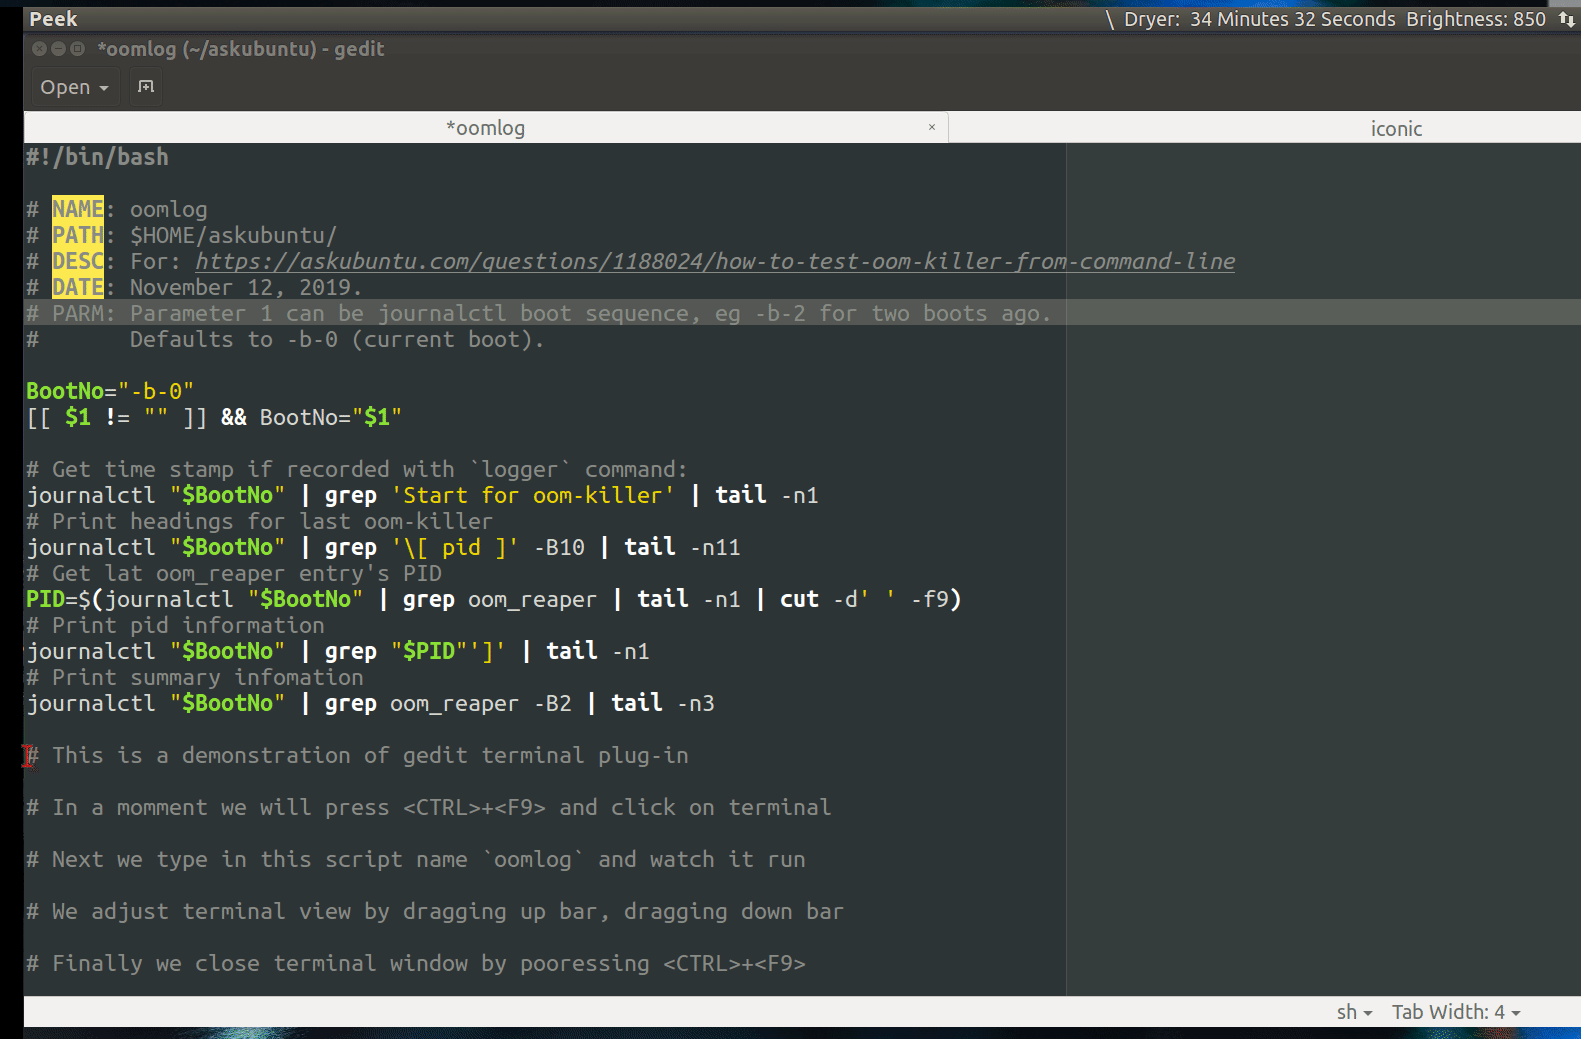 Peek
\ Dryer: 34 Minutes 32 Seconds Brightness: 850
*oomlog (~/askubuntu) - gedit
Open
*oomlog ×
iconic
#!/bin/bash
# NAME: oomlog
# PATH: $HOME/askubuntu/
# DESC: For: https://askubuntu.com/questions/1188024/how-to-test-oom-killer-from-command-line
# DATE: November 12, 2019.
# PARM: Parameter 1 can be journalctl boot sequence, eg -b-2 for two boots ago.
#       Defaults to -b-0 (current boot).
BootNo="-b-0"
[[ $1 != "" ]] && BootNo="$1"
# Get time stamp if recorded with `logger` command:
journalctl "$BootNo" | grep 'Start for oom-killer' | tail -n1
# Print headings for last oom-killer
journalctl "$BootNo" | grep '\[ pid ]' -B10 | tail -n11
# Get lat oom_reaper entry's PID
PID=$(journalctl "$BootNo" | grep oom_reaper | tail -n1 | cut -d' ' -f9)
# Print pid information
journalctl "$BootNo" | grep "$PID"']' | tail -n1
# Print summary infomation
journalctl "$BootNo" | grep oom_reaper -B2 | tail -n3
# This is a demonstration of gedit terminal plug-in
# In a momment we will press <CTRL>+<F9> and click on terminal
# Next we type in this script name `oomlog` and watch it run
# We adjust terminal view by dragging up bar, dragging down bar
# Finally we close terminal window by pooressing <CTRL>+<F9>
sh
Tab Width: 4